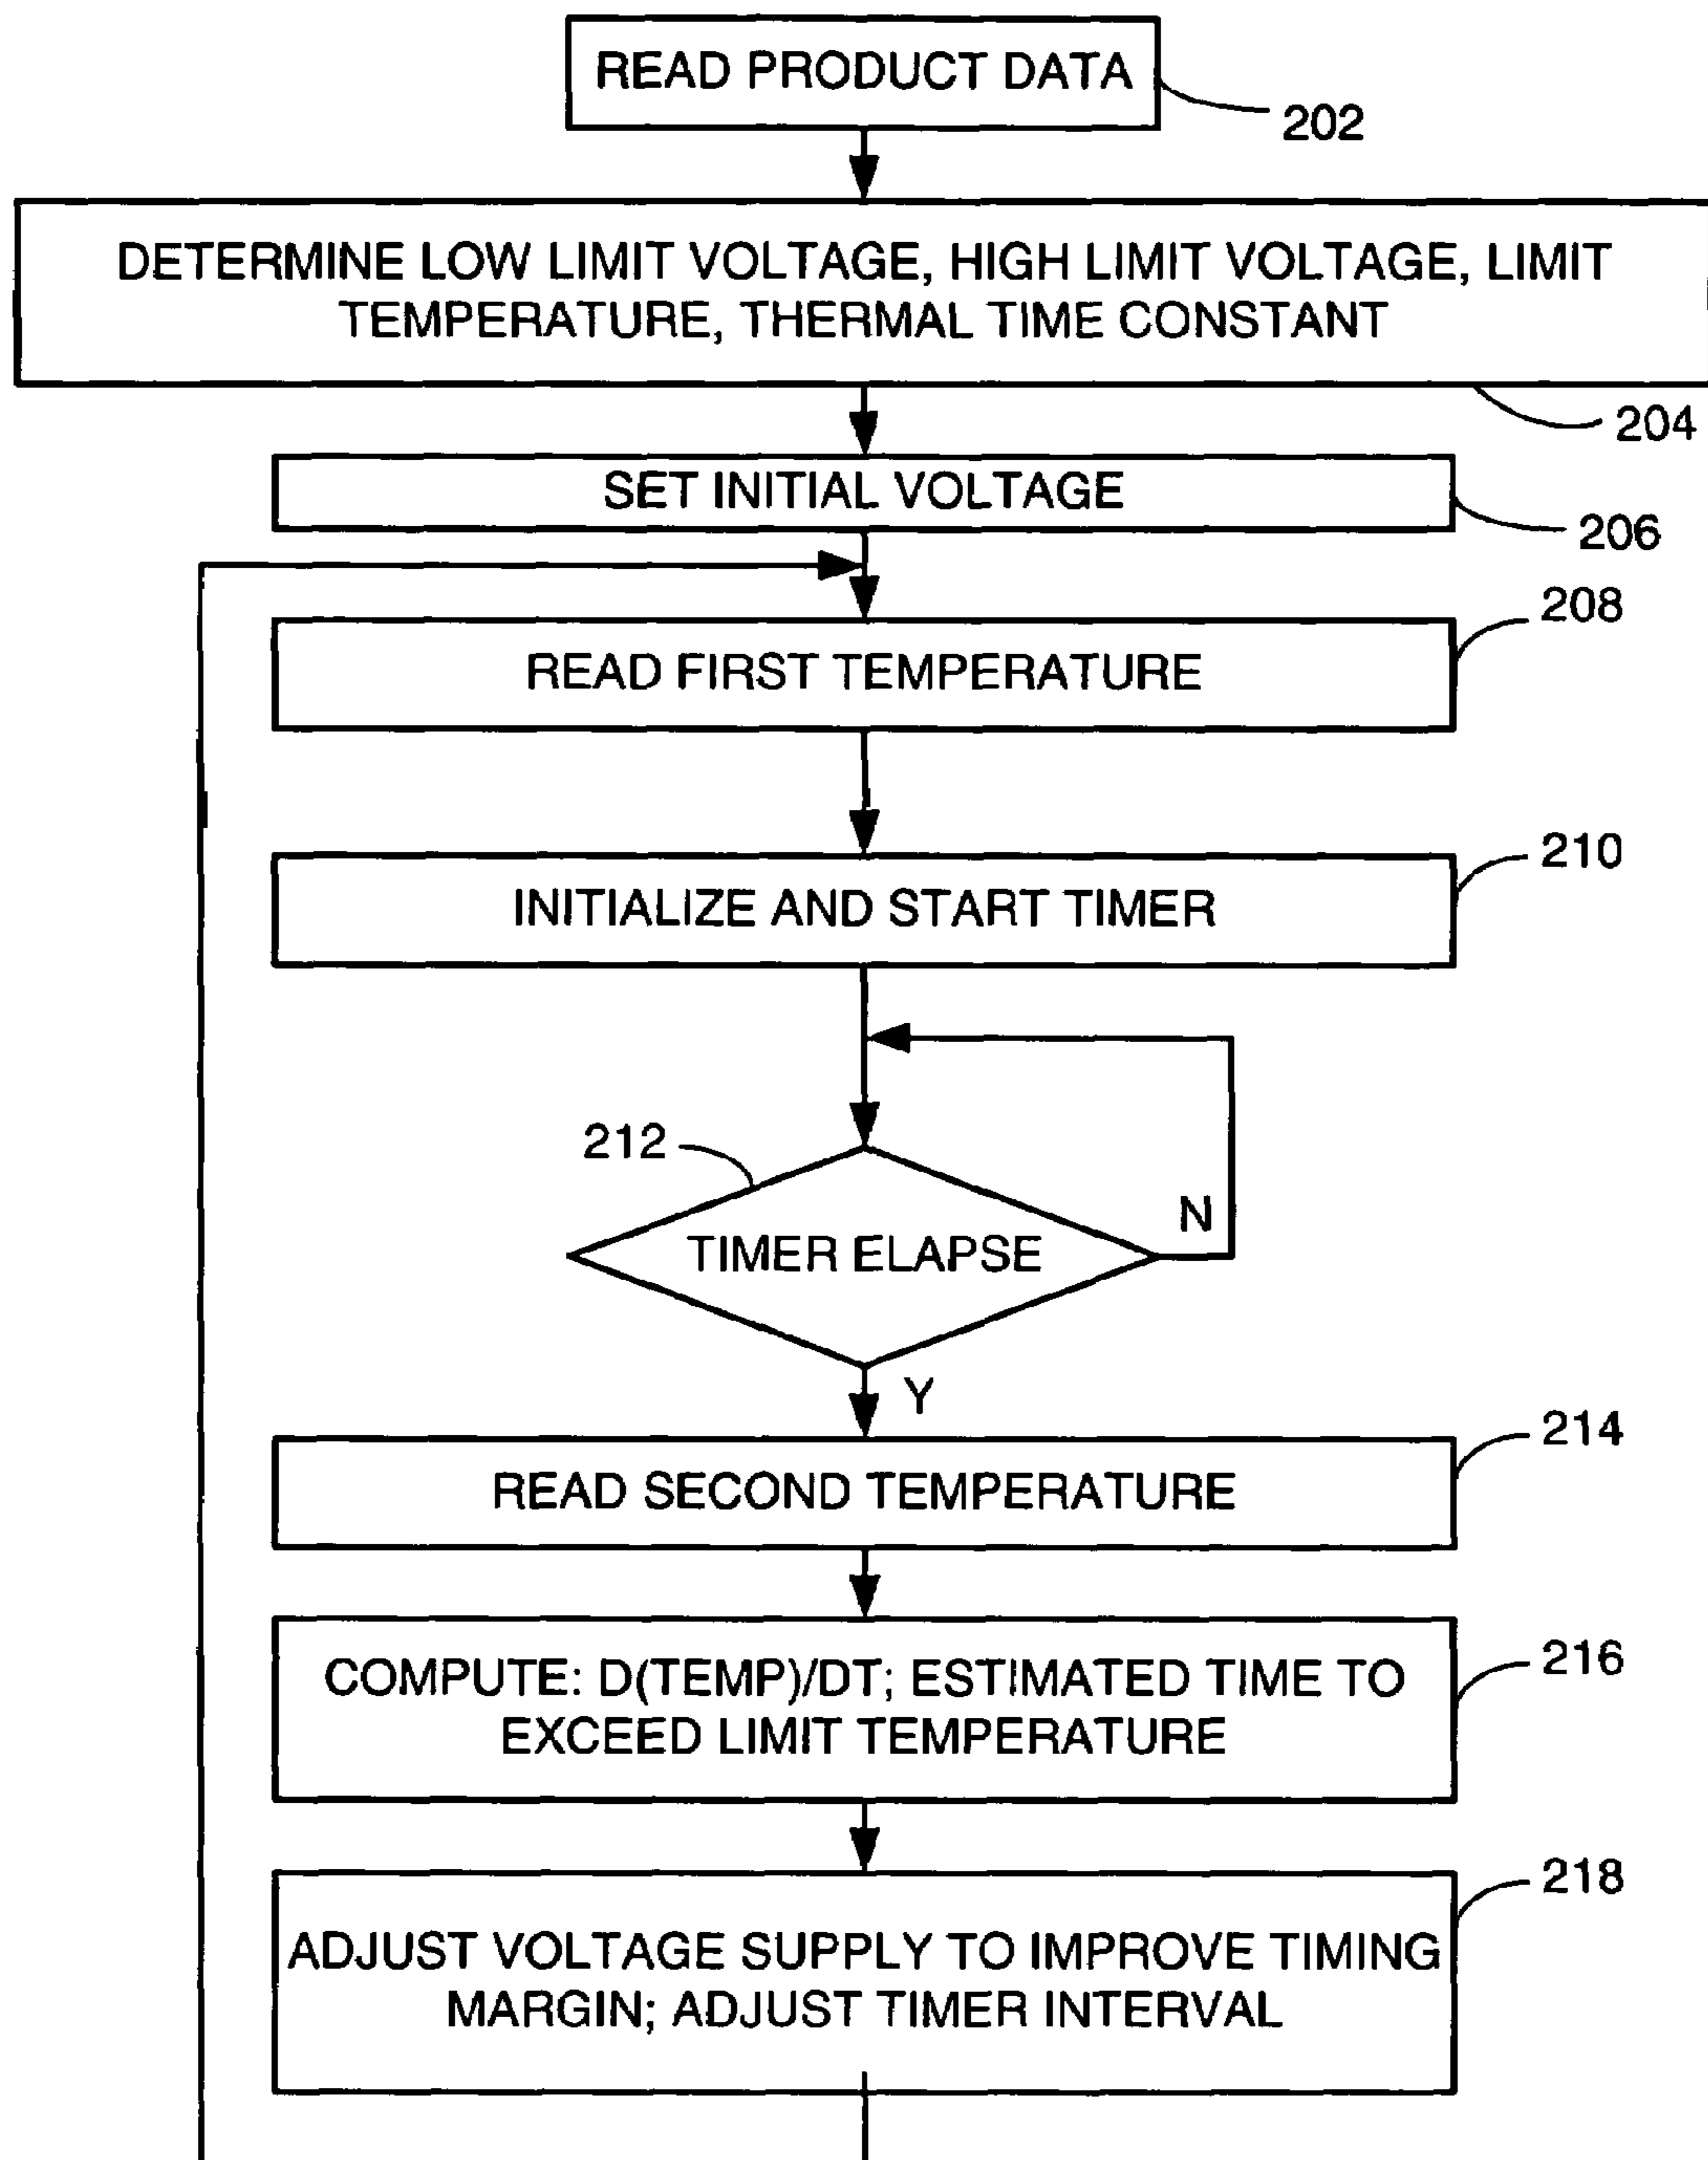 READ PRODUCT DATA
202
DETERMINE LOW LIMIT VOLTAGE, HIGH LIMIT VOLTAGE, LIMIT
TEMPERATURE, THERMAL TIME CONSTANT
204
SET INITIAL VOLTAGE
206
208
READ FIRST TEMPERATURE
210
INITIALIZE AND START TIMER
212
N
TIMER ELAPSE
Y
214
READ SECOND TEMPERATURE
216
COMPUTE: D(TEMP)/DT; ESTIMATED TIME TO
EXCEED LIMIT TEMPERATURE
218
ADJUST VOLTAGE SUPPLY TO IMPROVE TIMING
MARGIN; ADJUST TIMER INTERVAL